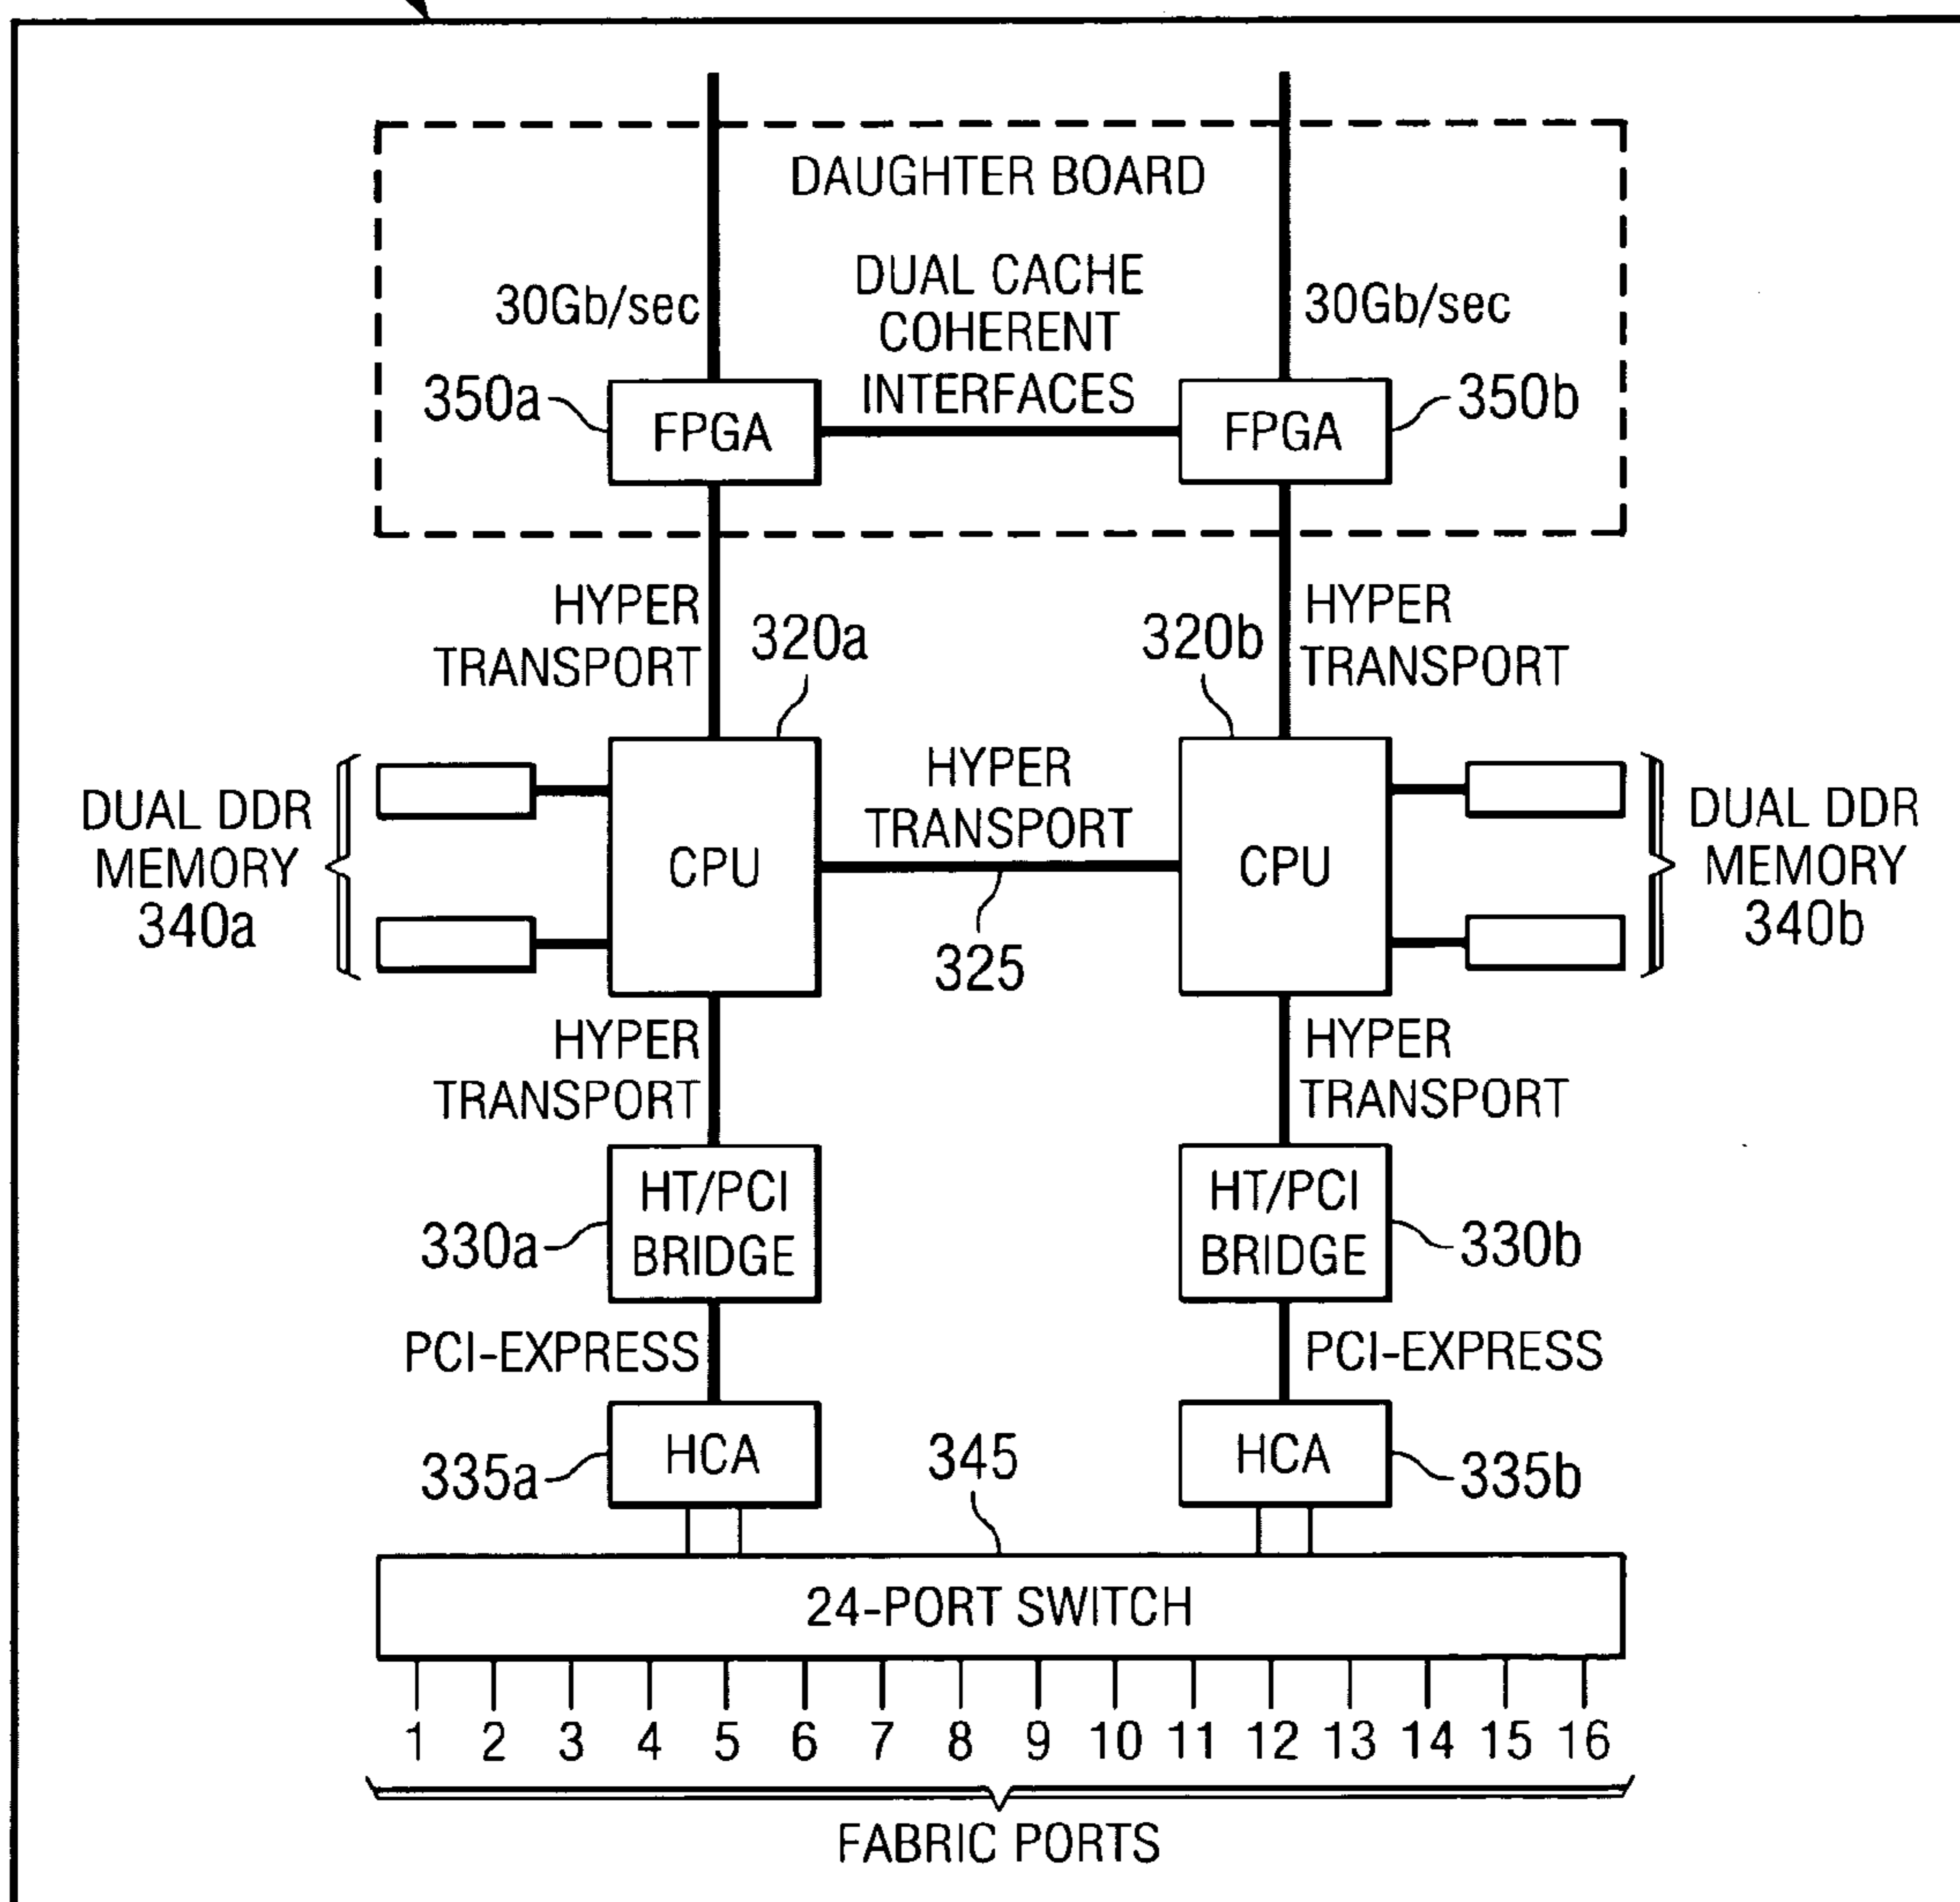 DAUGHTER BOARD
30Gb/sec
DUAL CACHE
COHERENT
INTERFACES
30Gb/sec
350a
FPGA
FPGA
350b
HYPER
TRANSPORT
320a
320b
HYPER
TRANSPORT
DUAL DDR
MEMORY
340a
CPU
HYPER
TRANSPORT
325
CPU
DUAL DDR
MEMORY
340b
HYPER
TRANSPORT
HYPER
TRANSPORT
330a
HT/PCI
BRIDGE
HT/PCI
BRIDGE
330b
PCI-EXPRESS
PCI-EXPRESS
335a
HCA
345
HCA
335b
24-PORT SWITCH
1 2 3 4 5 6 7 8 9 10 11 12 13 14 15 16
FABRIC PORTS